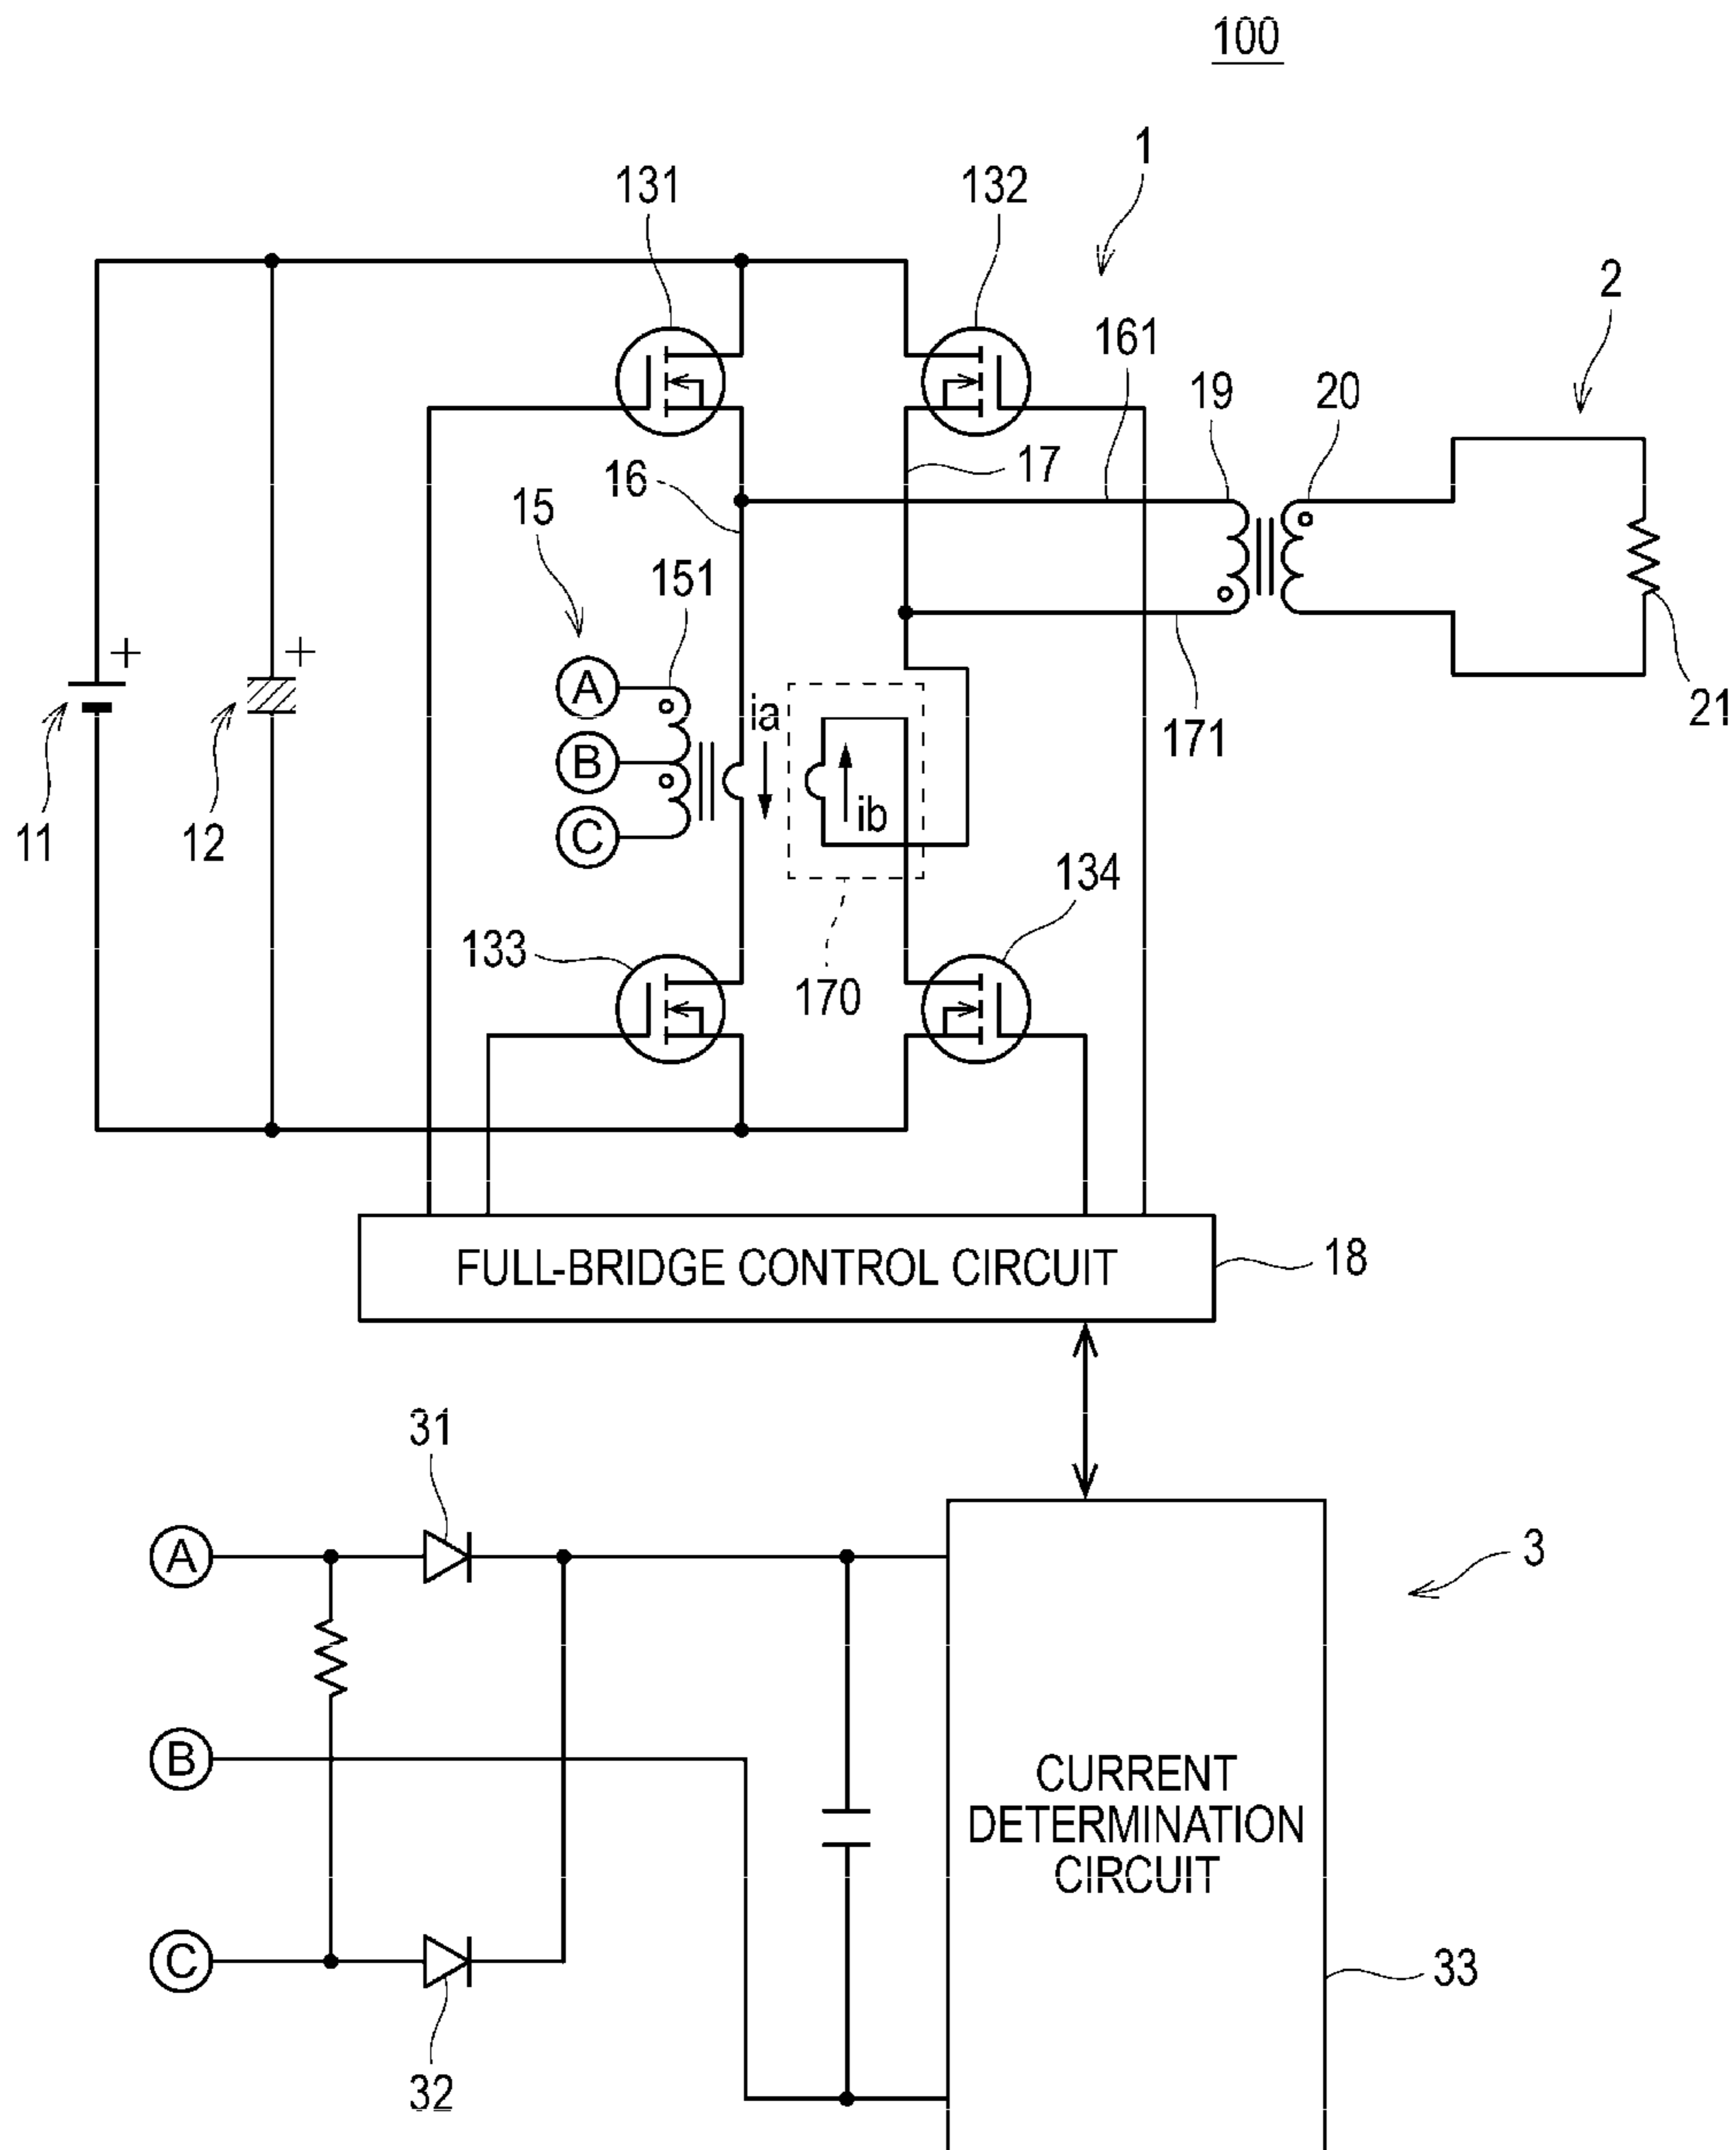 100
1
131
132
2
161
19
20
16
17
15
151
A
ia
B
ib
C
+
+
11
12
21
171
134
133
170
FULL-BRIDGE CONTROL CIRCUIT
18
31
A
3
B
CURRENT
DETERMINATION
CIRCUIT
C
33
32